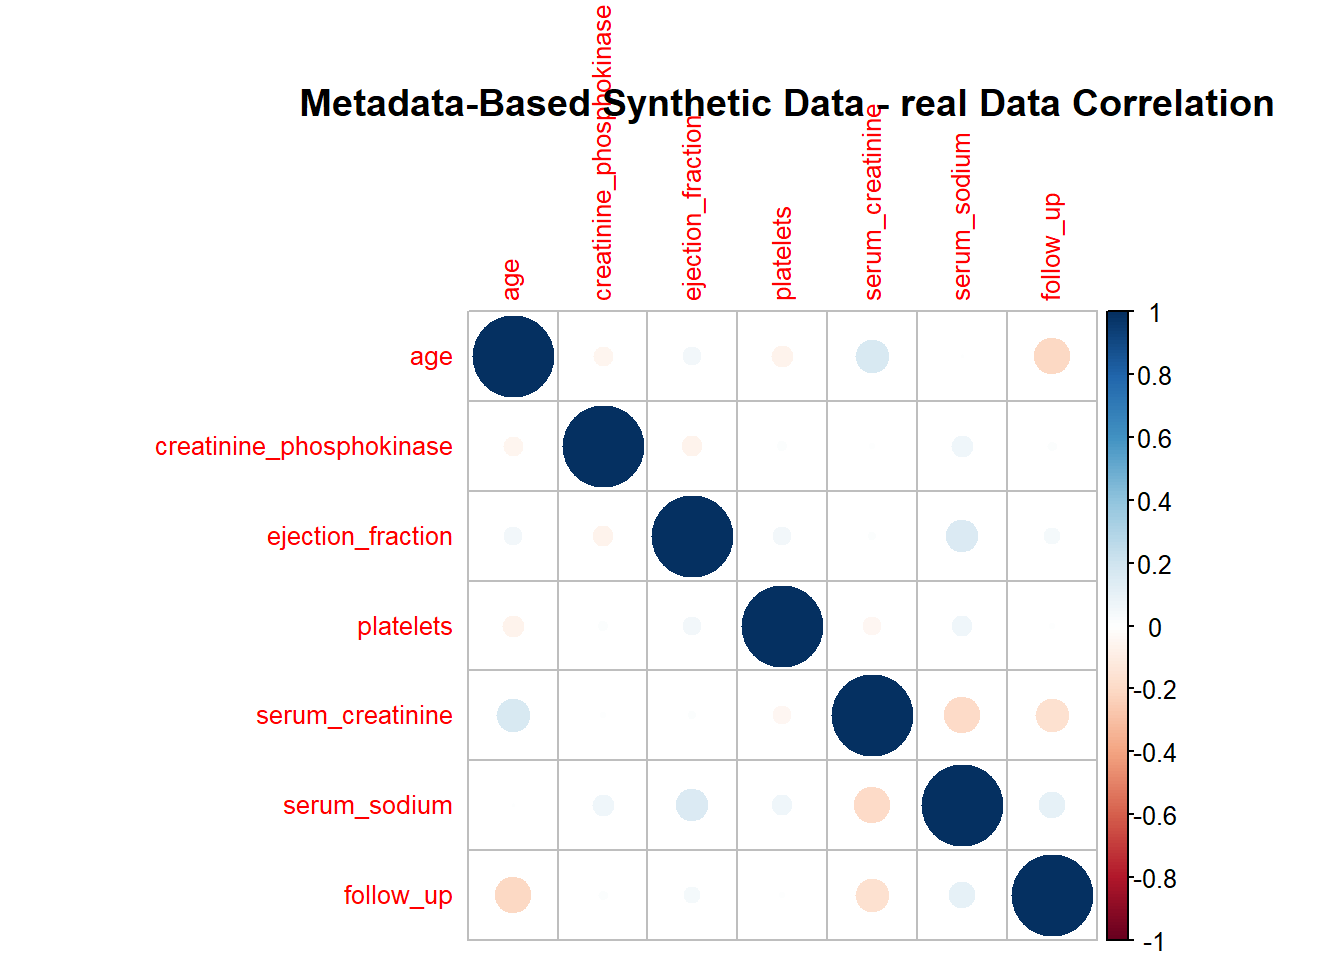 Metadata-Based Synthetic Data - real Data Correlation
age
creatinine_phosphokinase
ejection_fraction
platelets
serum_creatinine
serum_sodium
follow_up
age
creatinine_phosphokinase
ejection_fraction
platelets
serum_creatinine
serum_sodium
follow_up
1
0.8
0.6
0.4
0.2
0
-0.2
-0.4
-0.6
-0.8
-1